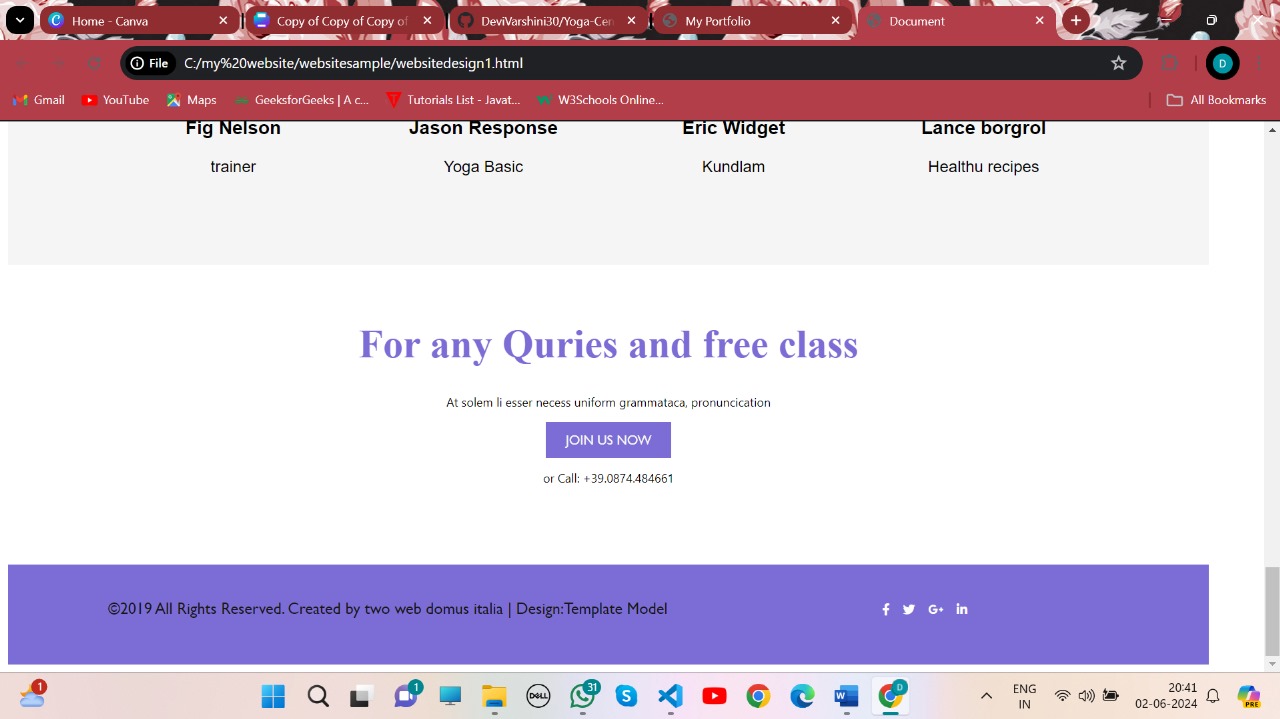 Home - Canva
Copy of Copy of Copy of
DeviVarshini30/Yoga-Cen
My Portfolio
Document
File C:/my%20website/websitesample/websitedesign1.html
D
Gmail YouTube Maps GeeksforGeeks | A c... Tutorials List - Javat... W3Schools Online... All Bookmarks
Fig Nelson Jason Response Eric Widget Lance borgrol
trainer Yoga Basic Kundlam Healthu recipes
For any Quries and free class
At solem li esser necess uniform grammataca, pronuncication
JOIN US NOW
or Call: +39.0874.484661
©2019 All Rights Reserved. Created by two web domus italia | Design:Template Model
1
1
DELL
31
D
ENG
IN
20:41
02-06-2024
PRE